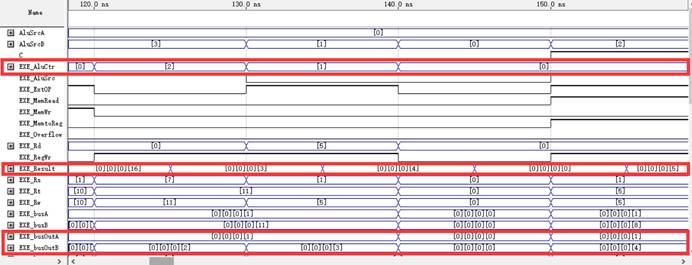 Name 120.0 ns 130.0 ns 140.0 ns 150.0 ns
AluSrcA [0]
AluSrcB [3] [1] [0] [2]
C
EXE_AluCtr [0] [2] [1] [0]
EXE_AluSrc
EXE_ExtOP
EXE_MemRead
EXE_MemWr
EXE_MemtoReg
EXE_Overflow
EXE_Rd [0] [5] [0]
EXE_RegWr
EXE_Result [0][0][0][16] [0][0][0][3] [0][0][0][4] [0][0][0][0] [0][0][0][5]
EXE_Rs [1] [7] [1] [0] [1]
EXE_Rt [10] [11] [0] [5]
EXE_Rw [10] [11] [5] [0] [5]
EXE_busA [0][0][0][1] [0][0][0][0] [0][0][0][1]
EXE_busB [0][0][ [0][0][0][11] [0][0][0][0] [0][0][0][6]
EXE_busOutA [0][0][0][1] [0][0][0][0] [0][0][0][1]
EXE_busOutB [0][0][ [0][0][0][2] [0][0][0][3] [0][0][0][0] [0][0][0][4]